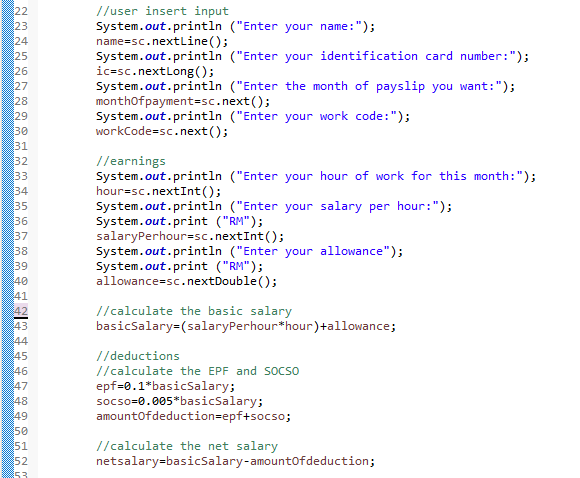 22 //user insert input
23 System.out.println ("Enter your name:");
24 name=sc.nextLine();
25 System.out.println ("Enter your identification card number:");
26 ic=sc.nextLong();
27 System.out.println ("Enter the month of payslip you want:");
28 monthOfpayment=sc.next();
29 System.out.println ("Enter your work code:");
30 workCode=sc.next();
31
32 //earnings
33 System.out.println ("Enter your hour of work for this month:");
34 hour=sc.nextInt();
35 System.out.println ("Enter your salary per hour:");
36 System.out.print ("RM");
37 salaryPerhour=sc.nextInt();
38 System.out.println ("Enter your allowance");
39 System.out.print ("RM");
40 allowance=sc.nextDouble();
41
42 //calculate the basic salary
43 basicSalary=(salaryPerhour*hour)+allowance;
44
45 //deductions
46 //calculate the EPF and SOCSO
47 epf=0.1*basicSalary;
48 socso=0.005*basicSalary;
49 amountOfdeduction=epf+socso;
50
51 //calculate the net salary
52 netsalary=basicSalary-amountOfdeduction;
53